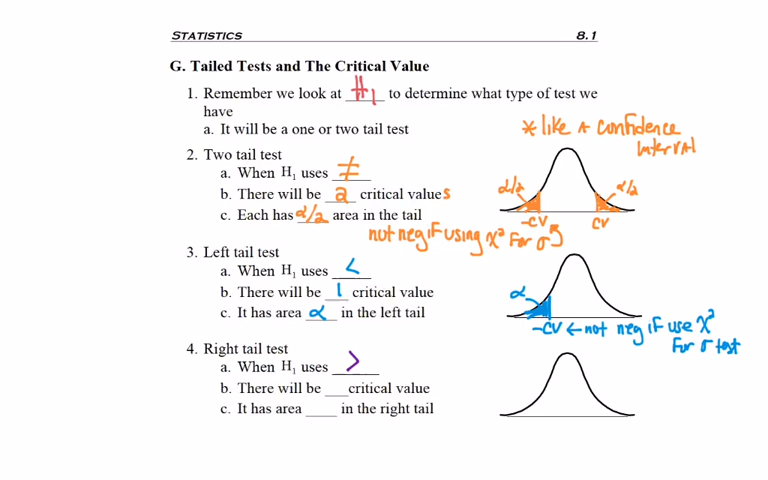 STATISTICS 8.1
G. Tailed Tests and The Critical Value
1. Remember we look at H₁ to determine what type of test we
have
a. It will be a one or two tail test
* like a confidence
interval
2. Two tail test
a. When H₁ uses ≠
b. There will be 2 critical values
c. Each has α/2 area in the tail
α/2 α/2
-CV CV
not neg if using χ² for σ
3. Left tail test
a. When H₁ uses <
b. There will be 1 critical value
c. It has area α in the left tail
α
-CV ← not neg if use χ²
for σ test
4. Right tail test
a. When H₁ uses >
b. There will be ___critical value
c. It has area ____ in the right tail